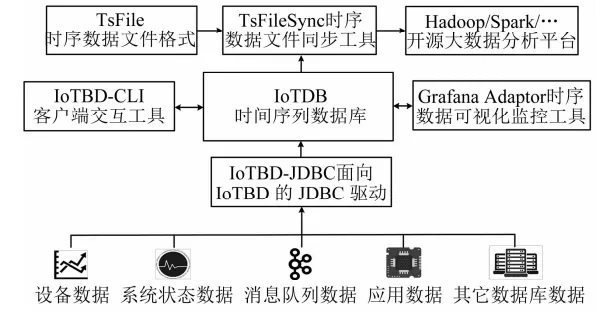 TsFile
时序数据文件格式
TsFileSync时序
数据文件同步工具
Hadoop/Spark/…
开源大数据分析平台
IoTBD-CLI
客户端交互工具
IoTDB
时间序列数据库
Grafana Adaptor时序
数据可视化监控工具
IoTBD-JDBC面向
IoTBD 的 JDBC 驱动
设备数据
系统状态数据
消息队列数据
应用数据
其它数据库数据